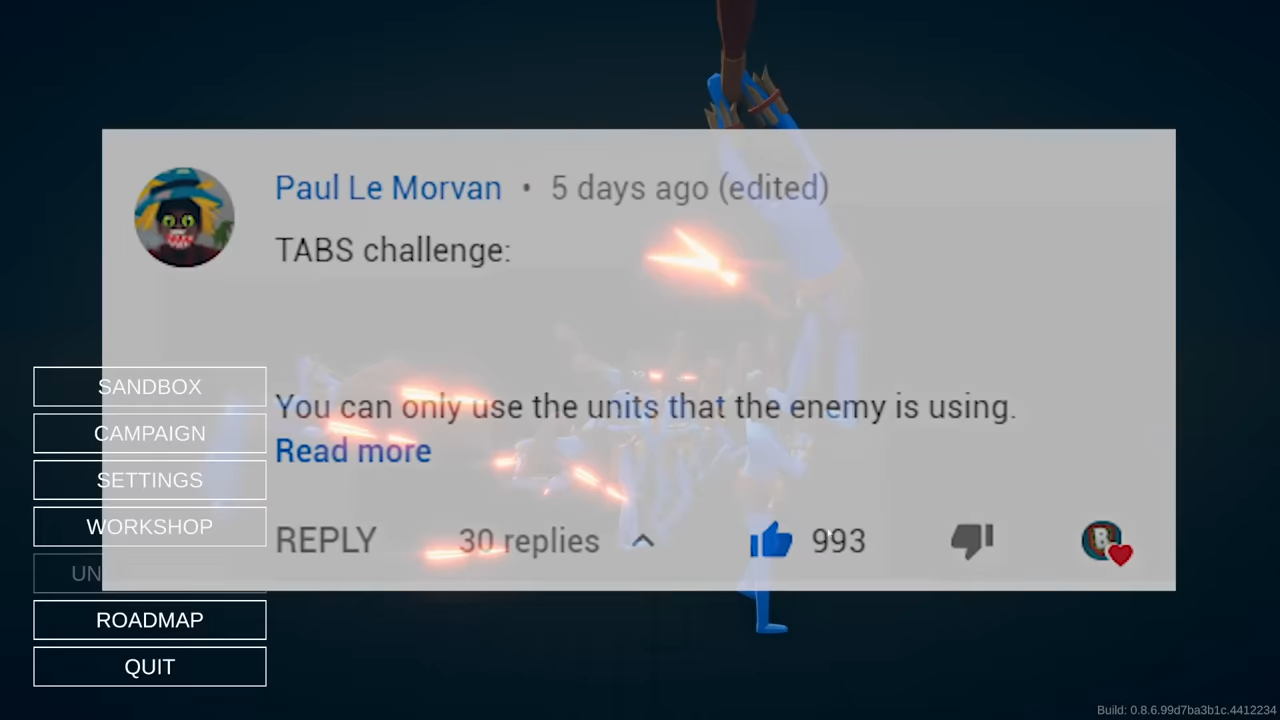 Paul Le Morvan • 5 days ago (edited)
TABS challenge:
You can only use the units that the enemy is using.
Read more
REPLY 30 replies 993
SANDBOX
CAMPAIGN
SETTINGS
WORKSHOP
UN
ROADMAP
QUIT
Build: 0.8.6.99d7ba3b1c.4412234